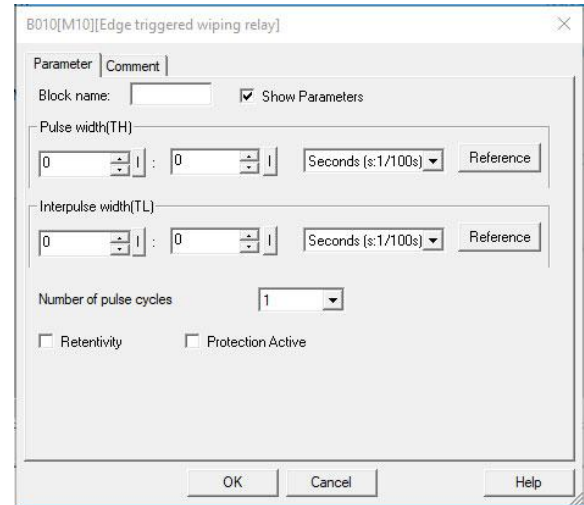 B010[M10][Edge triggered wiping relay]
Parameter Comment
Block name: Show Parameters
Pulse width(TH)
0 : 0 Seconds (s:1/100s) Reference
Interpulse width(TL)
0 : 0 Seconds (s:1/100s) Reference
Number of pulse cycles 1
Retentivity Protection Active
OK Cancel Help